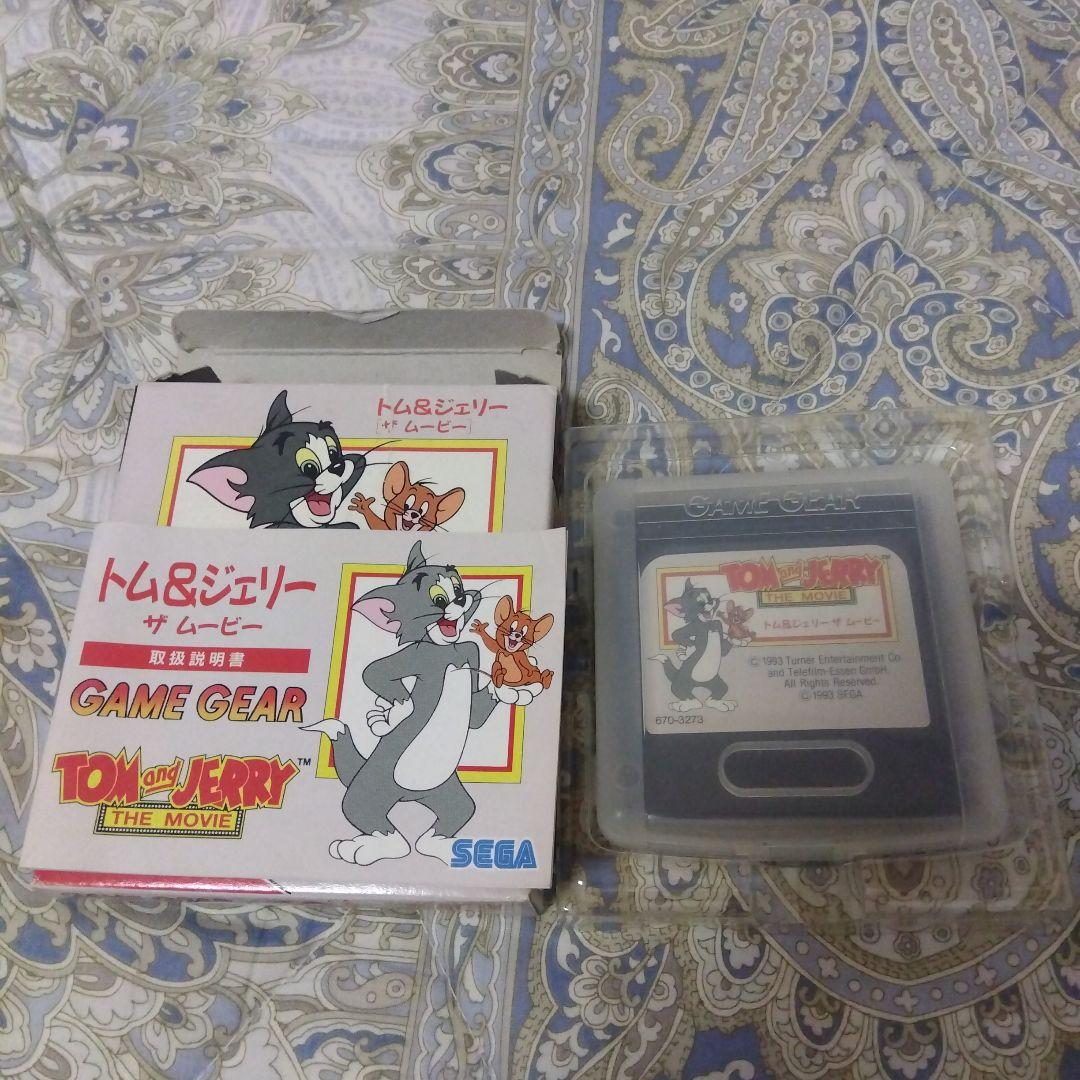 トム&ジェリー
ザ ムービー
トム&ジェリー
ザ ムービー
取扱説明書
GAME GEAR
TOM and JERRY™
THE MOVIE
SEGA
GAME GEAR
TOM and JERRY™
THE MOVIE
トム&ジェリー ザ ムービー
© 1993 Turner Entertainment Co
and Telefilm-Essen GmbH.
All Rights Reserved.
© 1993 SEGA
670-3273